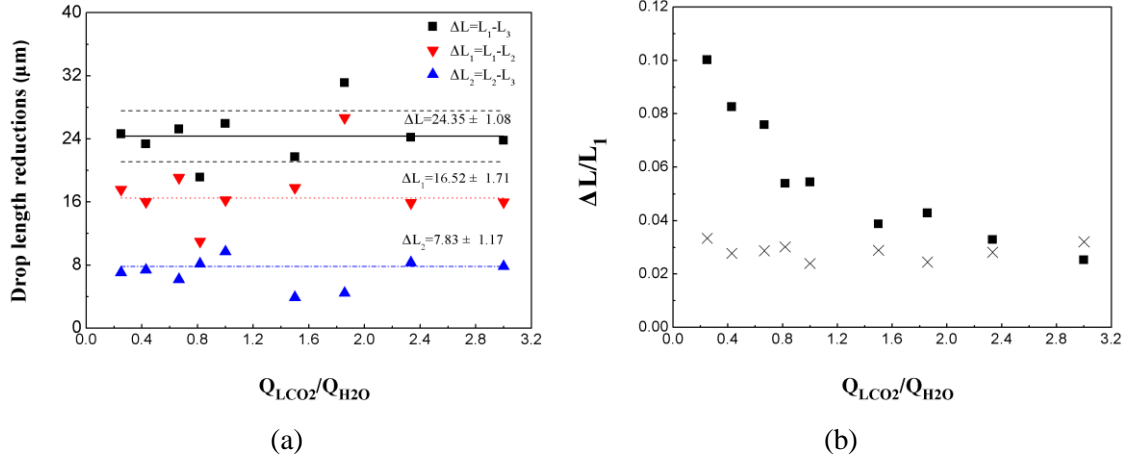 40
32
24
16
8
0
Drop length reductions (μm)
ΔL=L1-L3
ΔL1=L1-L2
ΔL2=L2-L3
ΔL=24.35 ± 1.08
ΔL1=16.52 ± 1.71
ΔL2=7.83 ± 1.17
0.0 0.4 0.8 1.2 1.6 2.0 2.4 2.8 3.2
QLCO2/QH2O
(a)
0.12
0.10
0.08
0.06
0.04
0.02
0.00
ΔL/L1
0.0 0.4 0.8 1.2 1.6 2.0 2.4 2.8 3.2
QLCO2/QH2O
(b)